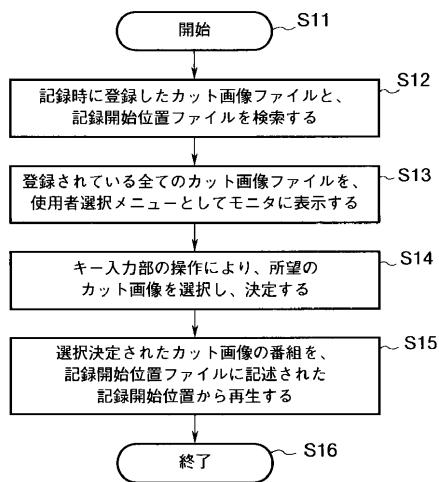 開始
S11
S12
記録時に登録したカット画像ファイルと、
記録開始位置ファイルを検索する
S13
登録されている全てのカット画像ファイルを、
使用者選択メニューとしてモニタに表示する
S14
キー入力部の操作により、所望の
カット画像を選択し、決定する
S15
選択決定されたカット画像の番組を、
記録開始位置ファイルに記述された
記録開始位置から再生する
S16
終了